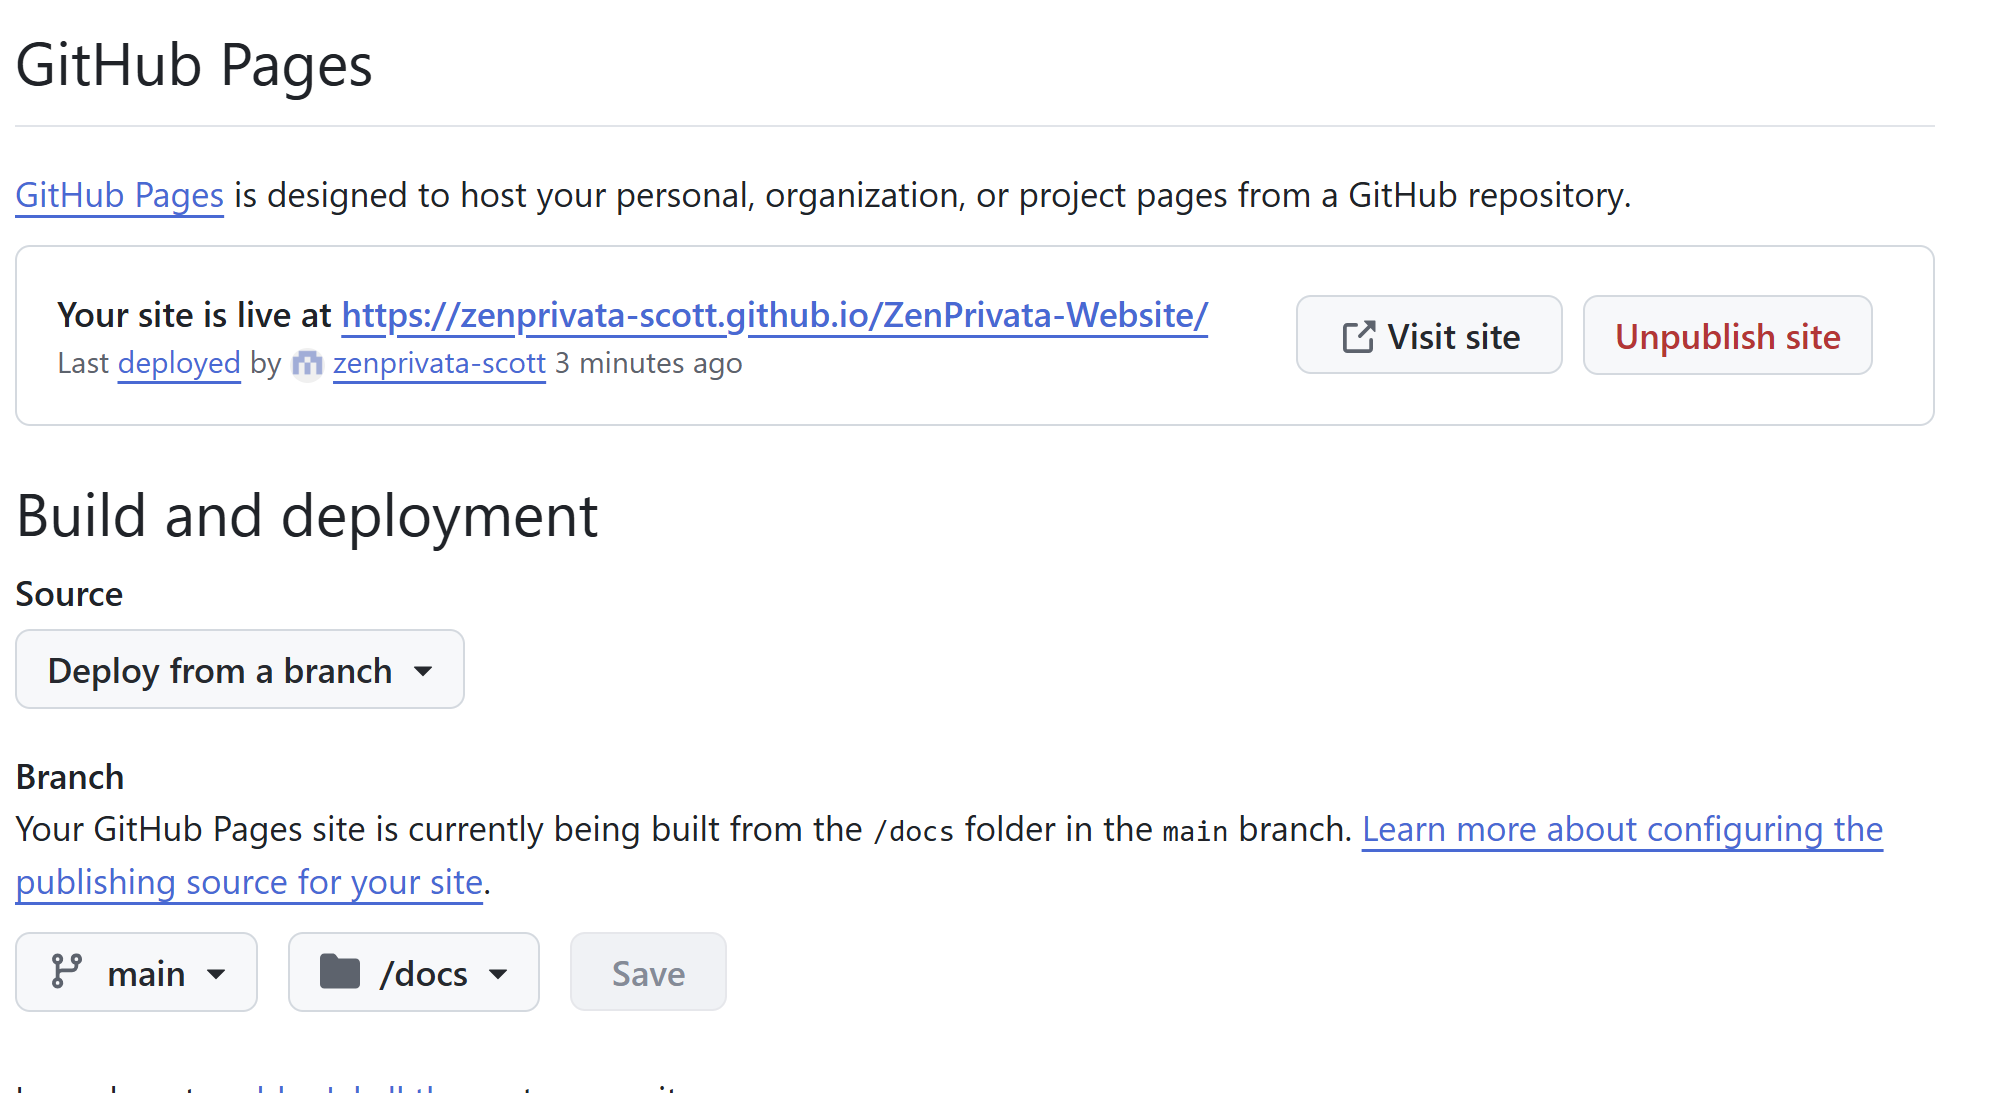 GitHub Pages
GitHub Pages is designed to host your personal, organization, or project pages from a GitHub repository.
Your site is live at https://zenprivata-scott.github.io/ZenPrivata-Website/
Last deployed by zenprivata-scott 3 minutes ago
Visit site
Unpublish site
Build and deployment
Source
Deploy from a branch
Branch
Your GitHub Pages site is currently being built from the /docs folder in the main branch. Learn more about configuring the
publishing source for your site.
main
/docs
Save